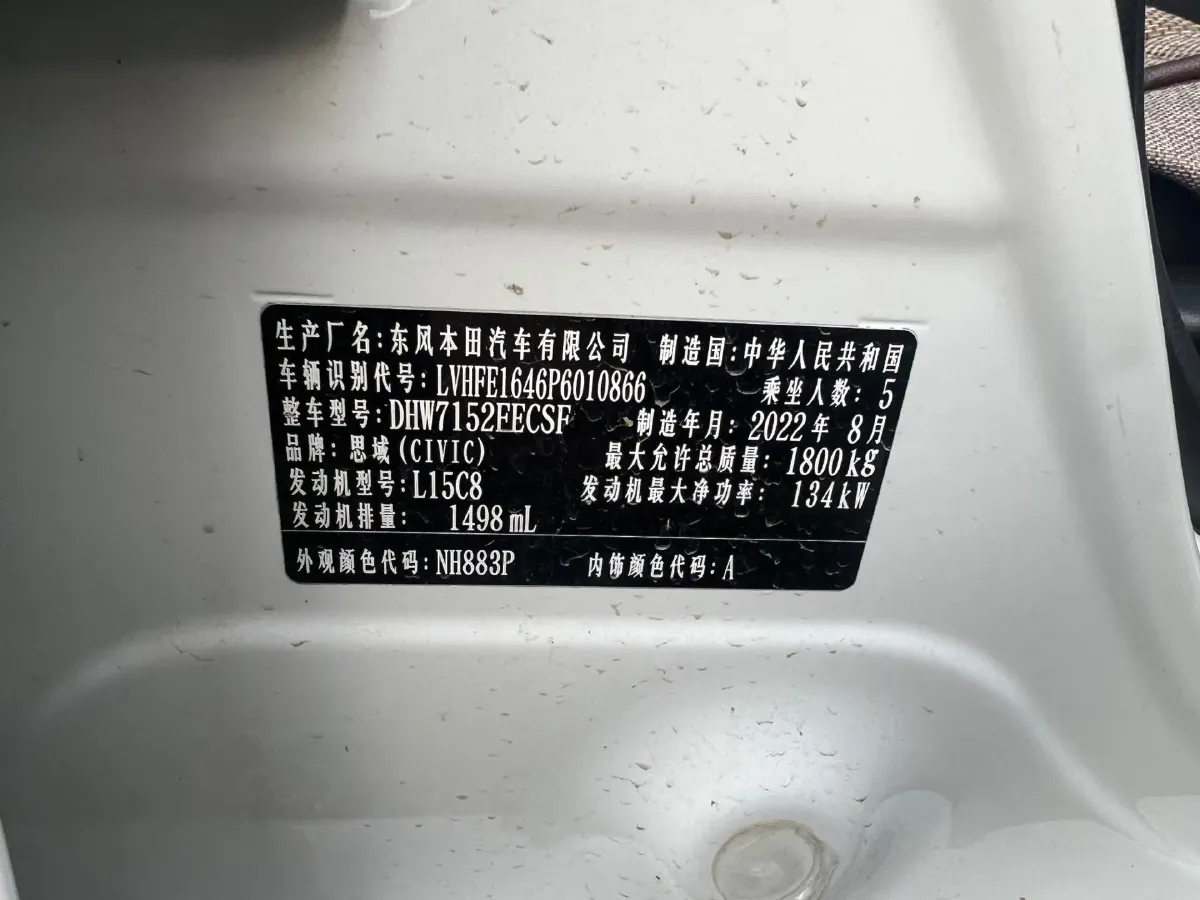 生产厂名:东风本田汽车有限公司 制造国:中华人民共和国
车辆识别代号:LVHFE1646P6010866 乘坐人数:5
整车型号:DHW7152FECSF 制造年月:2022年8月
品牌:思域(CIVIC) 最大允许总质量:1800kg
发动机型号:L15C8 发动机最大净功率:134kW
发动机排量: 1498mL
外观颜色代码:NH883P 内饰颜色代码:A